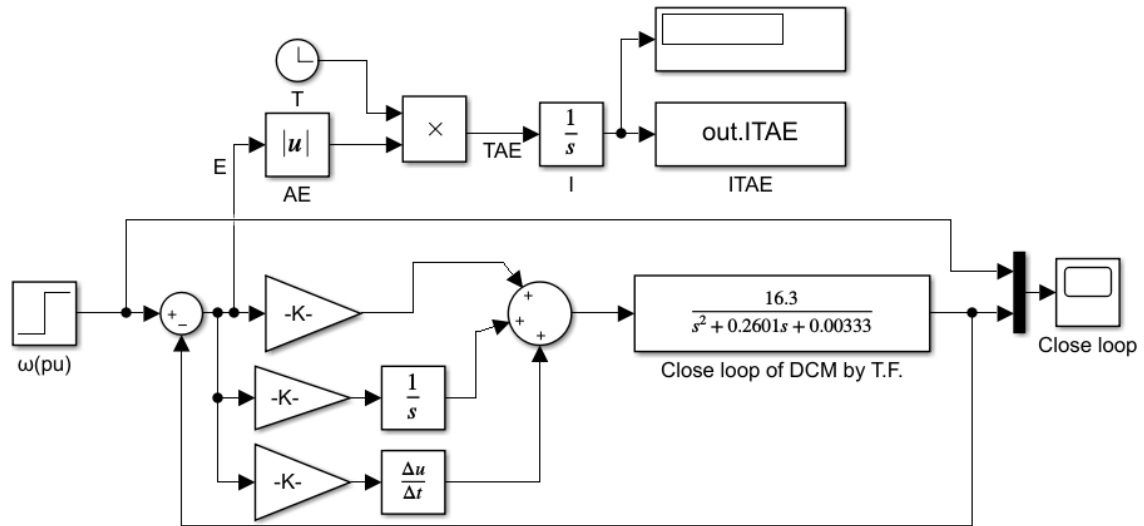 T
|u|
AE
E
×
TAE
1
s
I
out.ITAE
ITAE
ω(pu)
+
−
-K-
-K-
1
s
-K-
Δu
Δt
+
+
+
16.3
s² + 0.2601s + 0.00333
Close loop of DCM by T.F.
Close loop